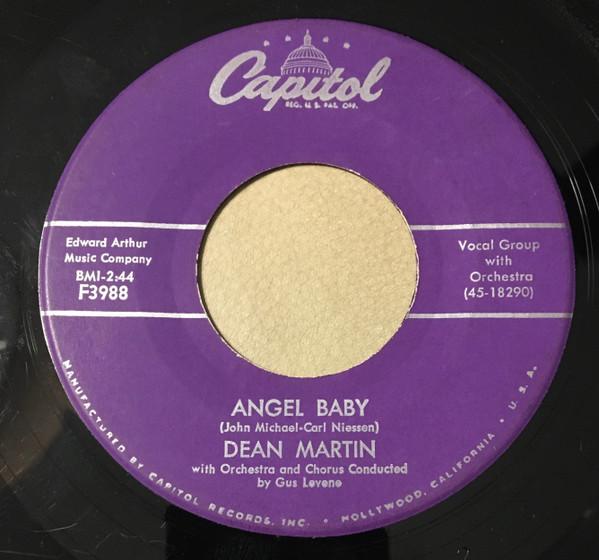 Capitol
REG. U. S. PAT. OFF.
Edward Arthur
Music Company
BMI-2:44
F3988
Vocal Group
with
Orchestra
(45-18290)
ANGEL BABY
(John Michael-Carl Niessen)
DEAN MARTIN
with Orchestra and Chorus Conducted
by Gus Levene
MANUFACTURED BY CAPITOL RECORDS, INC. • HOLLYWOOD, CALIFORNIA • U. S. A.